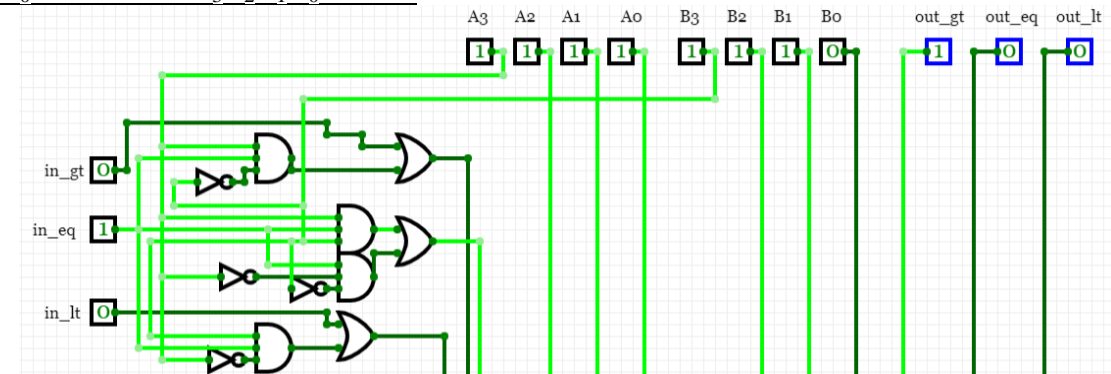 A3 A2 A1 A0 B3 B2 B1 B0 out_gt out_eq out_lt
1 1 1 1 1 1 1 0 1 0 0
in_gt 0
in_eq 1
in_lt 0